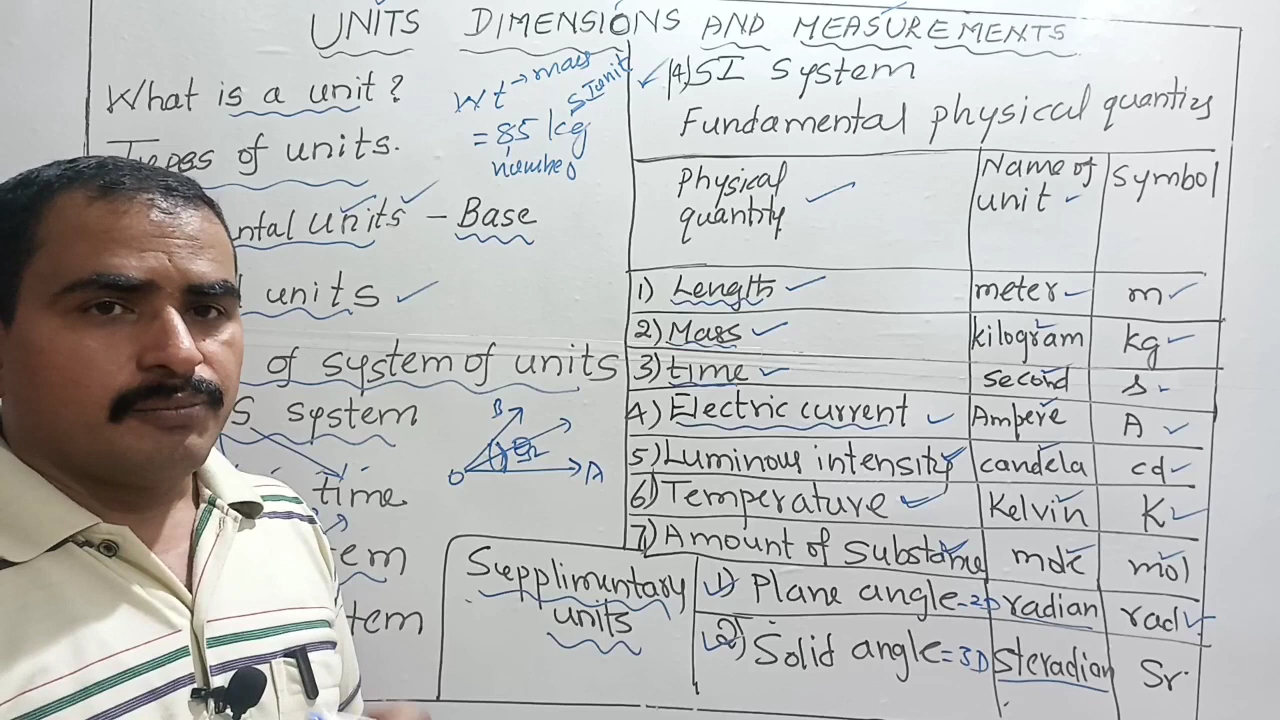 UNITS DIMENSIONS AND MEASUREMENTS
What is a unit?
Types of units.
ntal units - Base
units
of system of units
S system
time
em
tem
Wt → mass
= 85 kg SI unit
number
B
O A
Supplimentary
units
(4) SI System
Fundamental physical quantities
Physical quantity Name of unit Symbol
1) Length meter m
2) Mass kilogram kg
3) time second s
4) Electric current Ampere A
5) Luminous intensity candela cd
6) Temperature Kelvin K
7) Amount of substance mole mol
1) Plane angle - 2D radian rad
2) Solid angle = 3D steradian Sr